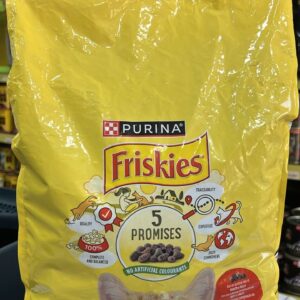 PURINA
Friskies
TRACEABILITY
QUALITY
5
PROMISES
EXPERTISE
100%
COMPLETE AND BALANCED
NO ARTIFICIAL COLOURANTS